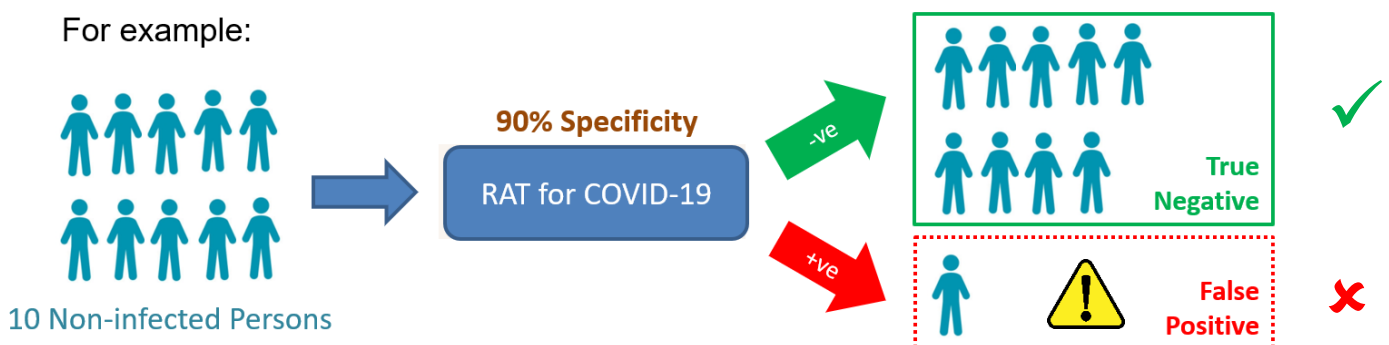 For example:
90% Specificity
RAT for COVID-19
10 Non-infected Persons
-ve
+ve
True
Negative
False
Positive